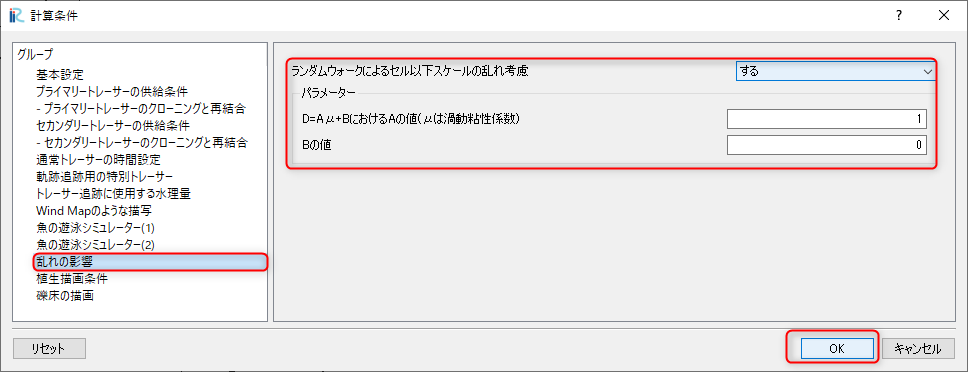 計算条件
グループ
基本設定
プライマリートレーサーの供給条件
- プライマリートレーサーのクローニングと再結合
セカンダリートレーサーの供給条件
- セカンダリートレーサーのクローニングと再結合
通常トレーサーの時間設定
軌跡追跡用の特別トレーサー
トレーサー追跡に使用する水理量
Wind Mapのような描写
魚の遊泳シミュレーター(1)
魚の遊泳シミュレーター(2)
乱れの影響
植生描画条件
礫床の描画
ランダムウォークによるセル以下スケールの乱れ考慮 する
パラメーター
D=Aμ+BにおけるAの値(μは渦動粘性係数) 1
Bの値 0
リセット OK キャンセル